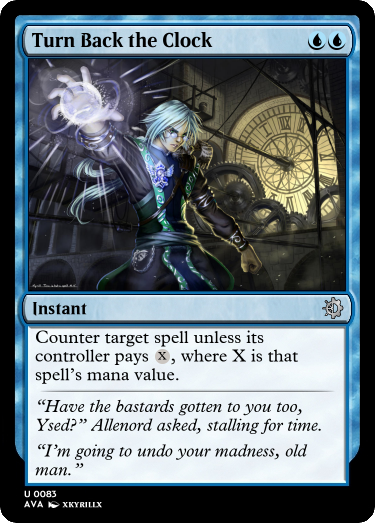 Turn Back the Clock
Instant
Counter target spell unless its
controller pays X, where X is that
spell's mana value.
"Have the bastards gotten to you too,
Ysed?" Allenord asked, stalling for time.
"I'm going to undo your madness, old
man."
U 0083
AVA XKYRILLX